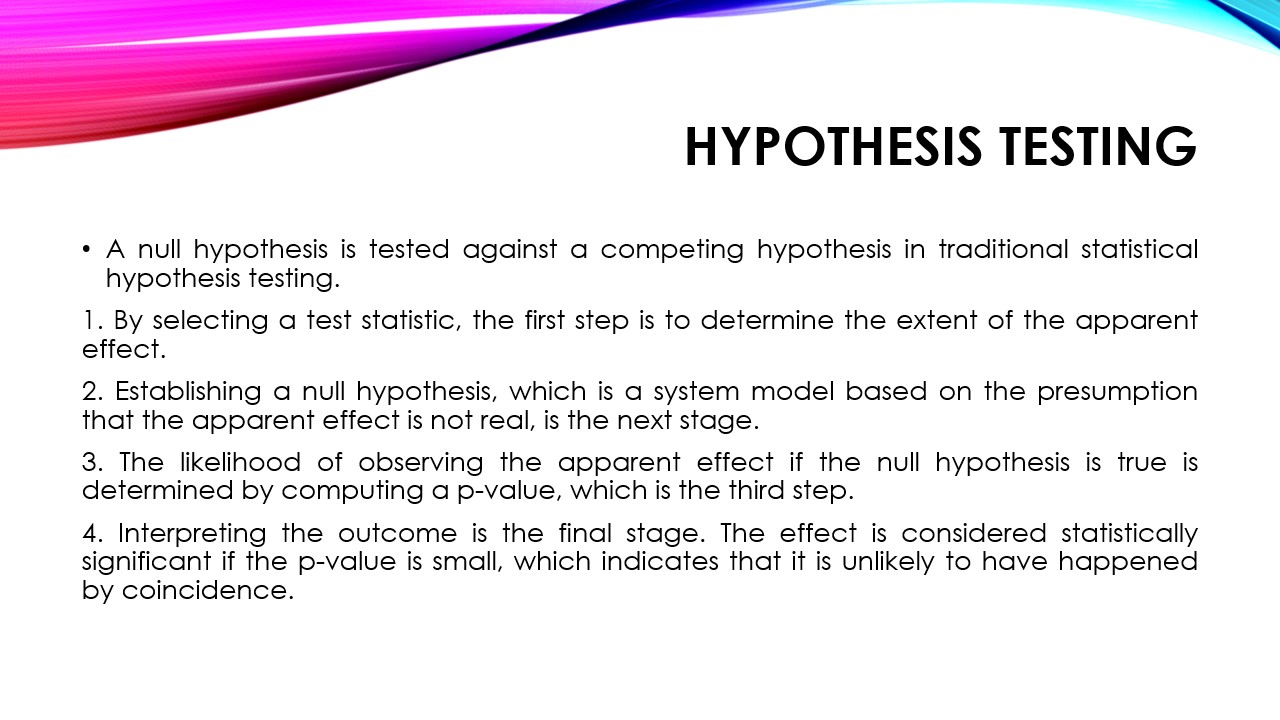 HYPOTHESIS TESTING
• A null hypothesis is tested against a competing hypothesis in traditional statistical
hypothesis testing.
1. By selecting a test statistic, the first step is to determine the extent of the apparent
effect.
2. Establishing a null hypothesis, which is a system model based on the presumption
that the apparent effect is not real, is the next stage.
3. The likelihood of observing the apparent effect if the null hypothesis is true is
determined by computing a p-value, which is the third step.
4. Interpreting the outcome is the final stage. The effect is considered statistically
significant if the p-value is small, which indicates that it is unlikely to have happened
by coincidence.